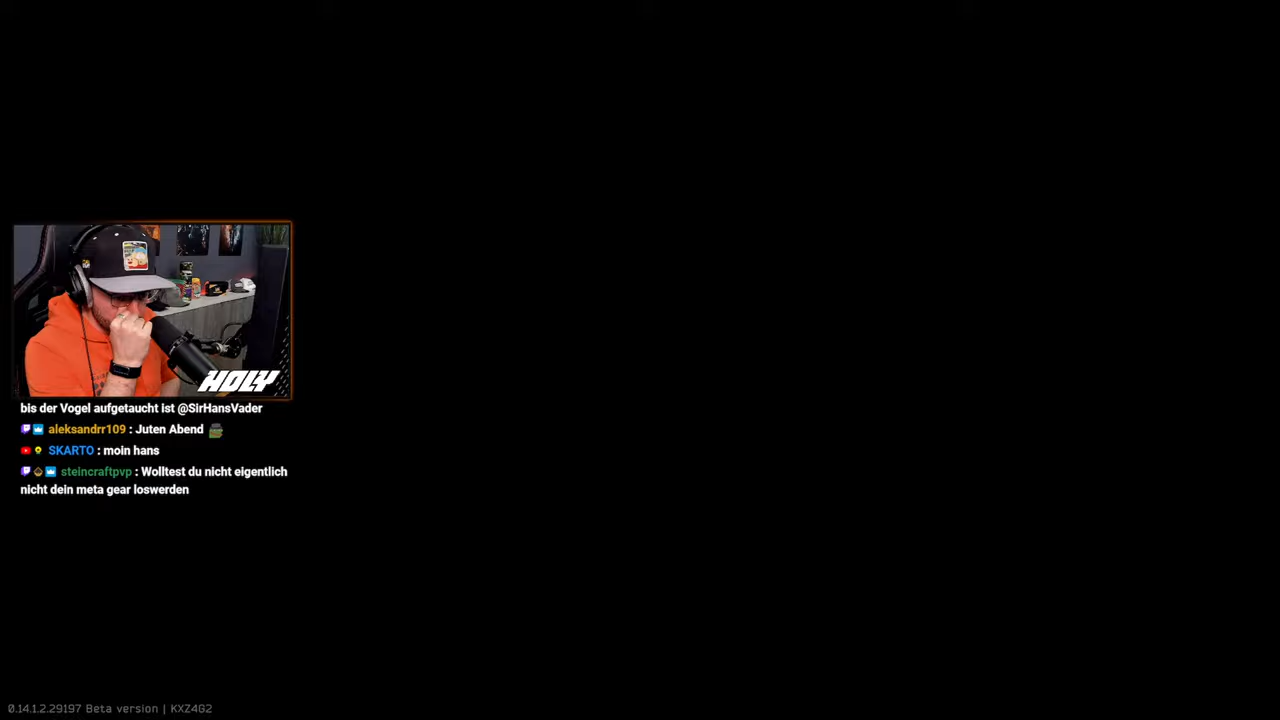 HOLY
bis der Vogel aufgetaucht ist @SirHansVader
aleksandrr109 : Juten Abend
SKARTO : moin hans
steincraftpvp : Wolltest du nicht eigentlich
nicht dein meta gear loswerden
0.14.1.2.29197 Beta version | KXZ4G2